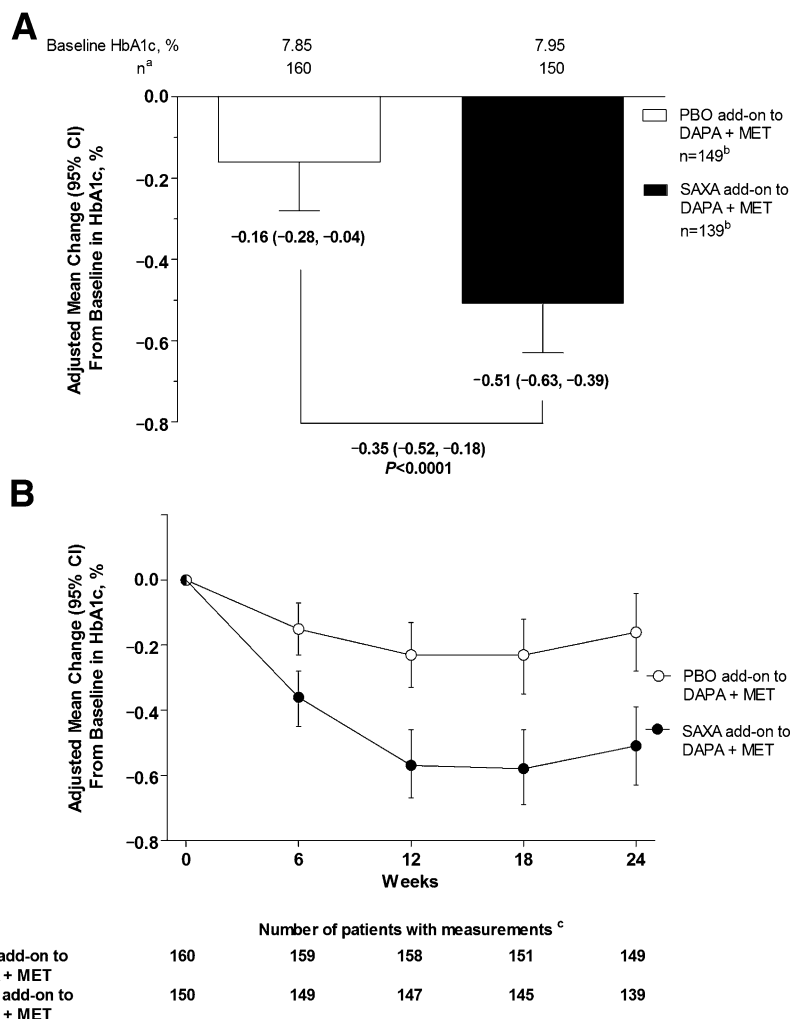 A
Baseline HbA1c, % 7.85 7.95
nª 160 150
Adjusted Mean Change (95% CI)
From Baseline in HbA1c, %
0.0
−0.2
−0.4
−0.6
−0.8
−0.16 (−0.28, −0.04)
−0.51 (−0.63, −0.39)
−0.35 (−0.52, −0.18)
P<0.0001
PBO add-on to
DAPA + MET
n=149ᵇ
SAXA add-on to
DAPA + MET
n=139ᵇ
B
Adjusted Mean Change (95% CI)
From Baseline in HbA1c, %
0.0
−0.2
−0.4
−0.6
−0.8
0 6 12 18 24
Weeks
PBO add-on to
DAPA + MET
SAXA add-on to
DAPA + MET
Number of patients with measurements ᶜ
add-on to 160 159 158 151 149
+ MET
add-on to 150 149 147 145 139
+ MET